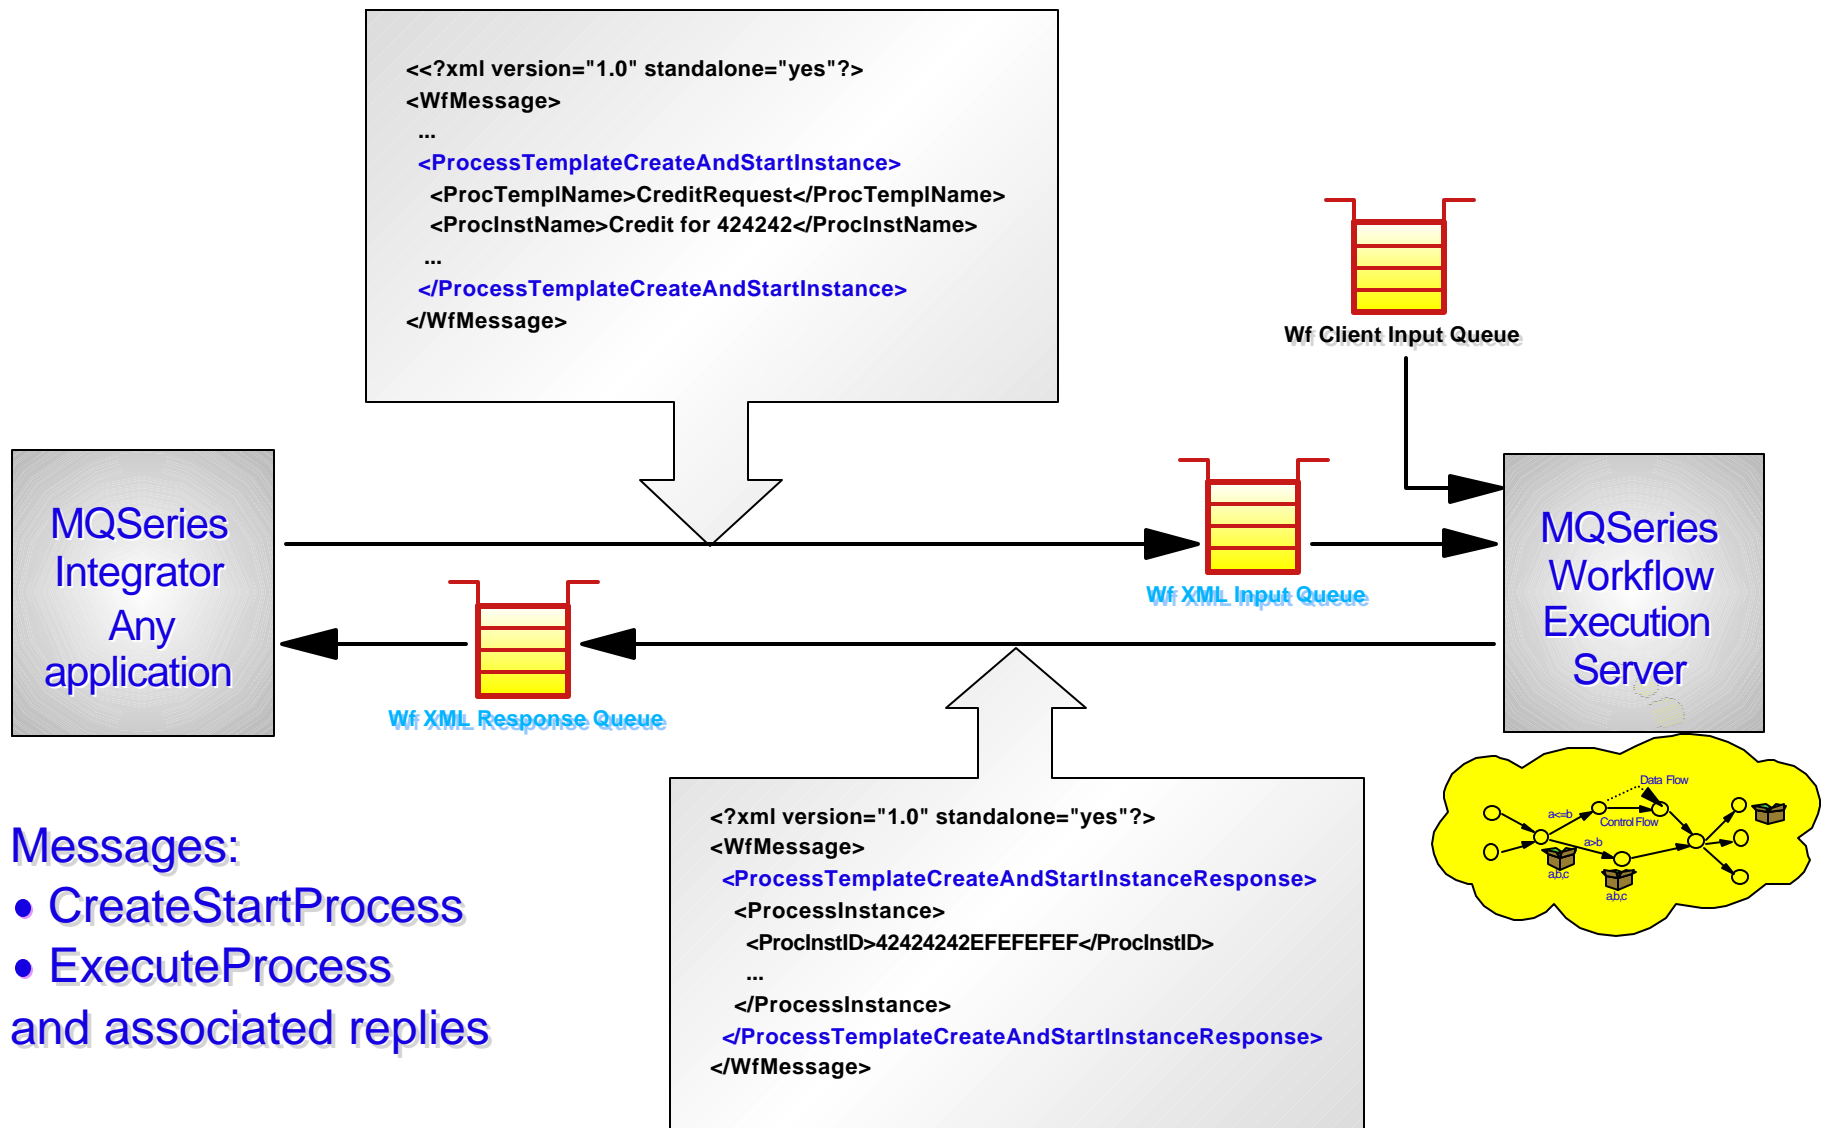 <<?xml version="1.0" standalone="yes"?>
<WfMessage>
...
<ProcessTemplateCreateAndStartInstance>
<ProcTemplName>CreditRequest</ProcTemplName>
<ProcInstName>Credit for 424242</ProcInstName>
...
</ProcessTemplateCreateAndStartInstance>
</WfMessage>
Wf Client Input Queue
MQSeries
Integrator
Any
application
Wf XML Input Queue
MQSeries
Workflow
Execution
Server
Wf XML Response Queue
Data Flow
a<=b
Control Flow
a>b
a,b,c
a,b,c
Messages:
• CreateStartProcess
• ExecuteProcess
and associated replies
<?xml version="1.0" standalone="yes"?>
<WfMessage>
<ProcessTemplateCreateAndStartInstanceResponse>
<ProcessInstance>
<ProcInstID>42424242EFEFEFEF</ProcInstID>
...
</ProcessInstance>
</ProcessTemplateCreateAndStartInstanceResponse>
</WfMessage>